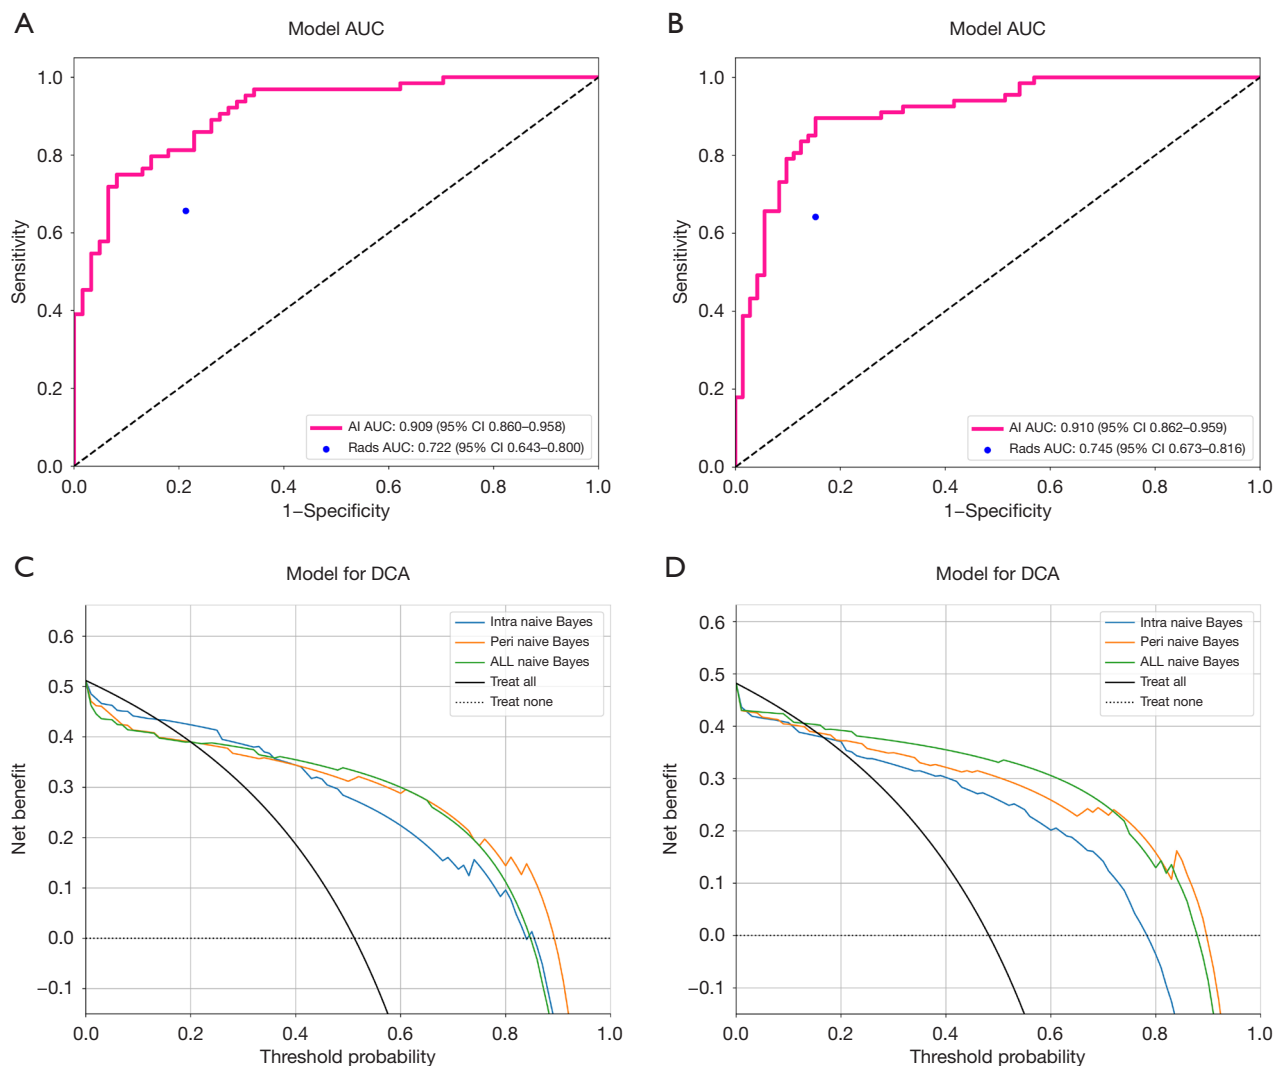 A
Model AUC
1.0
0.8
0.6
0.4
0.2
0.0
Sensitivity
AI AUC: 0.909 (95% CI 0.860–0.958)
Rads AUC: 0.722 (95% CI 0.643–0.800)
0.0 0.2 0.4 0.6 0.8 1.0
1–Specificity
B
Model AUC
1.0
0.8
0.6
0.4
0.2
0.0
Sensitivity
AI AUC: 0.910 (95% CI 0.862–0.959)
Rads AUC: 0.745 (95% CI 0.673–0.816)
0.0 0.2 0.4 0.6 0.8 1.0
1–Specificity
C
Model for DCA
0.6
0.5
0.4
0.3
0.2
0.1
0.0
–0.1
Net benefit
Intra naive Bayes
Peri naive Bayes
ALL naive Bayes
Treat all
Treat none
0.0 0.2 0.4 0.6 0.8 1.0
Threshold probability
D
Model for DCA
0.6
0.5
0.4
0.3
0.2
0.1
0.0
–0.1
Net benefit
Intra naive Bayes
Peri naive Bayes
ALL naive Bayes
Treat all
Treat none
0.0 0.2 0.4 0.6 0.8 1.0
Threshold probability